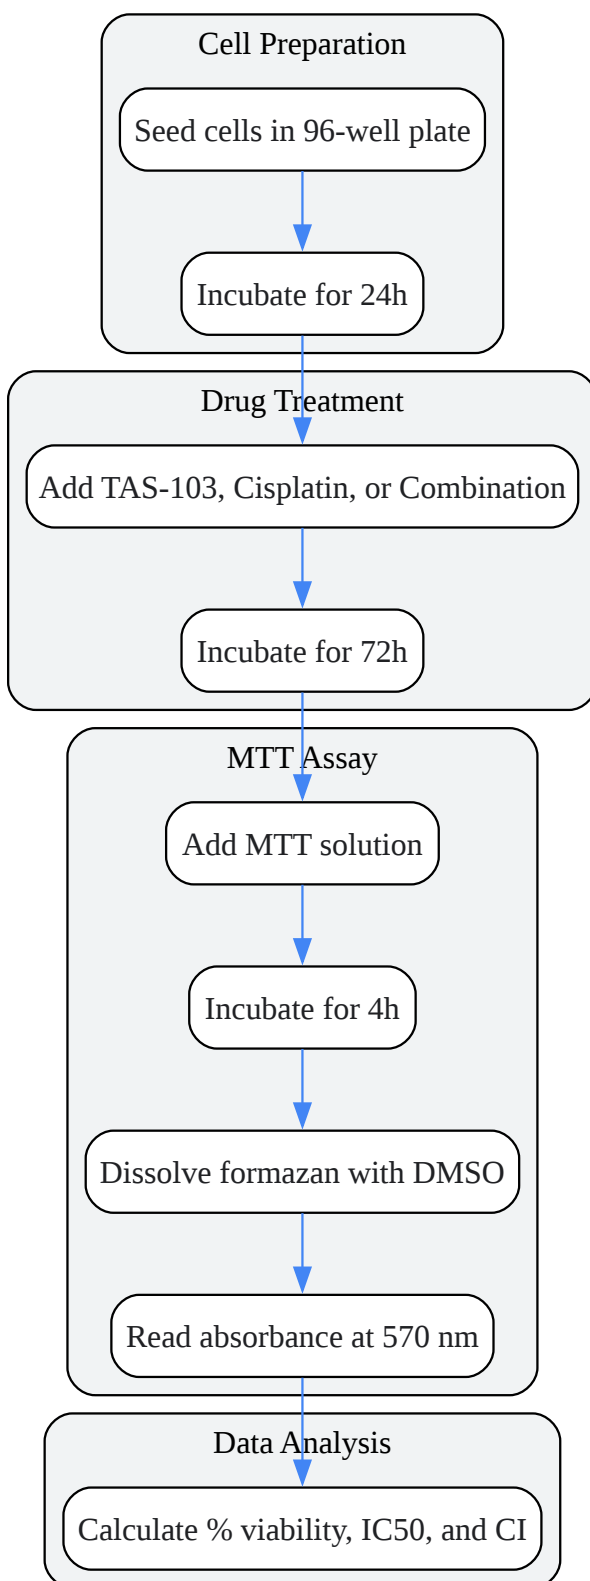 Cell Preparation
Seed cells in 96-well plate
Incubate for 24h
Drug Treatment
Add TAS-103, Cisplatin, or Combination
Incubate for 72h
MTT Assay
Add MTT solution
Incubate for 4h
Dissolve formazan with DMSO
Read absorbance at 570 nm
Data Analysis
Calculate % viability, IC50, and CI